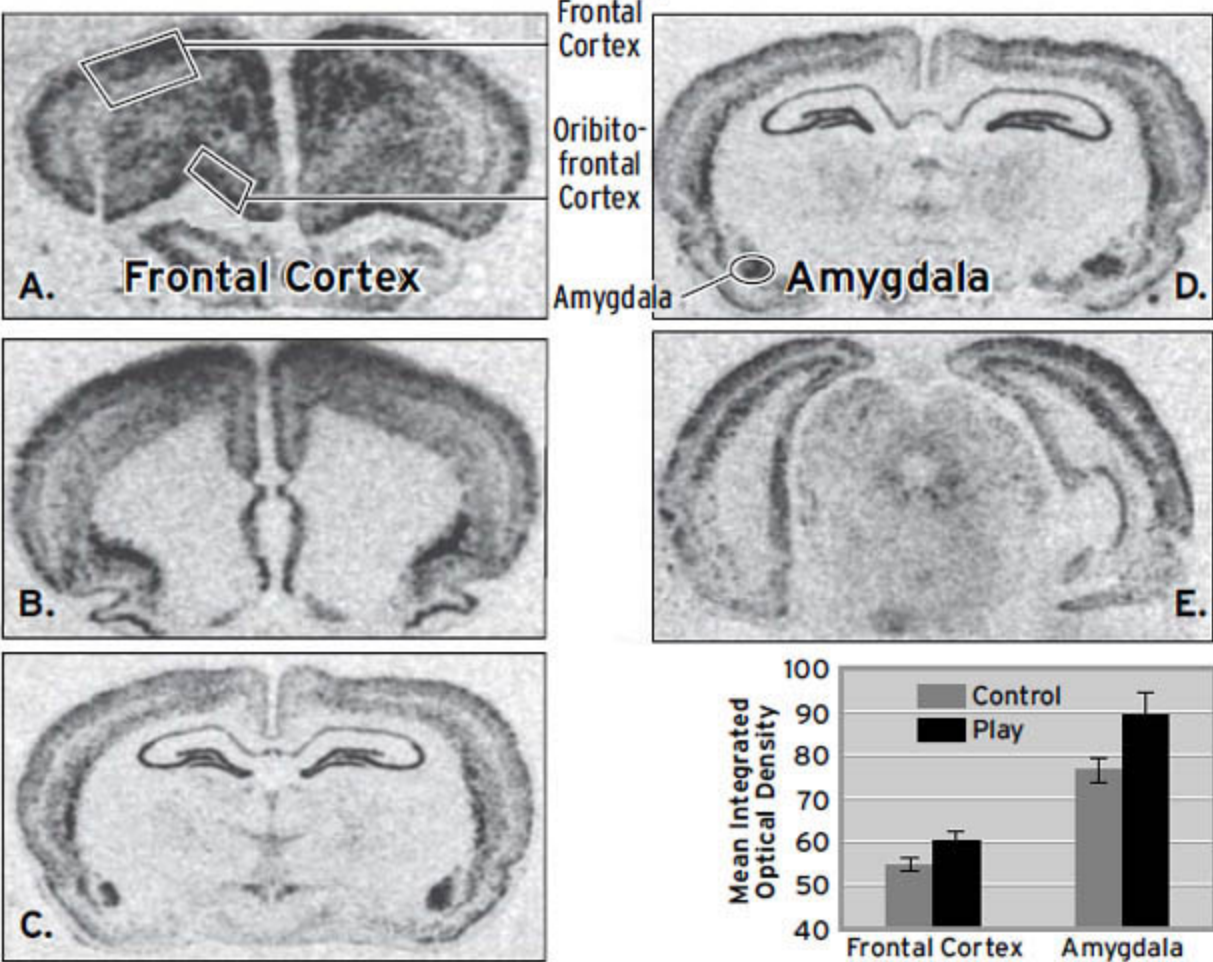 Frontal
Cortex
Oribito-
frontal
Cortex
A.
Frontal Cortex
Amygdala
Amygdala
D.
B.
E.
C.
100
90
80
70
60
50
40
Mean Integrated
Optical Density
Control
Play
Frontal Cortex
Amygdala